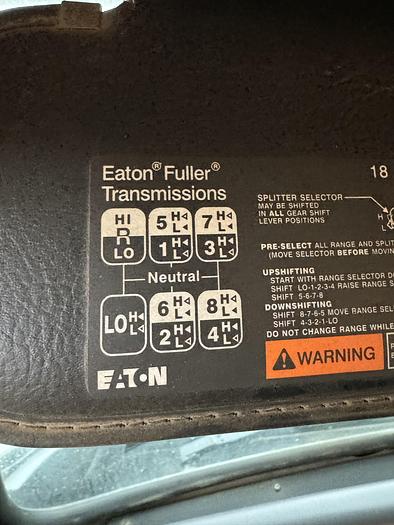 Eaton® Fuller®
Transmissions
18
HI
R
LO
5 H L
1 H L
7 H L
3 H L
Neutral
LO H L
6 H L
2 H L
8 H L
4 H L
EATON
SPLITTER SELECTOR
MAY BE SHIFTED
IN ALL GEAR SHIFT
LEVER POSITIONS
H
L
PRE-SELECT ALL RANGE AND SPLIT
(MOVE SELECTOR BEFORE MOVIN
UPSHIFTING
START WITH RANGE SELECTOR DO
SHIFT LO-1-2-3-4 RAISE RANGE S
SHIFT 5-6-7-8
DOWNSHIFTING
SHIFT 8-7-6-5 MOVE RANGE SEL
SHIFT 4-3-2-1-LO
DO NOT CHANGE RANGE WHILE
WARNING